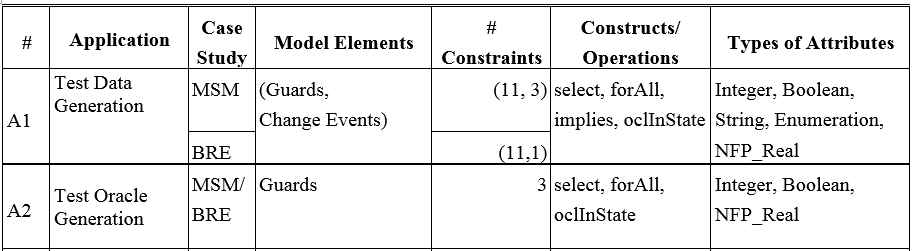 # Application Case Study Model Elements # Constraints Constructs/ Operations Types of Attributes
A1 Test Data Generation MSM (Guards, Change Events) (11, 3) select, forAll, implies, oclInState Integer, Boolean, String, Enumeration, NFP_Real
BRE (11,1)
A2 Test Oracle Generation MSM/ BRE Guards 3 select, forAll, oclInState Integer, Boolean, NFP_Real